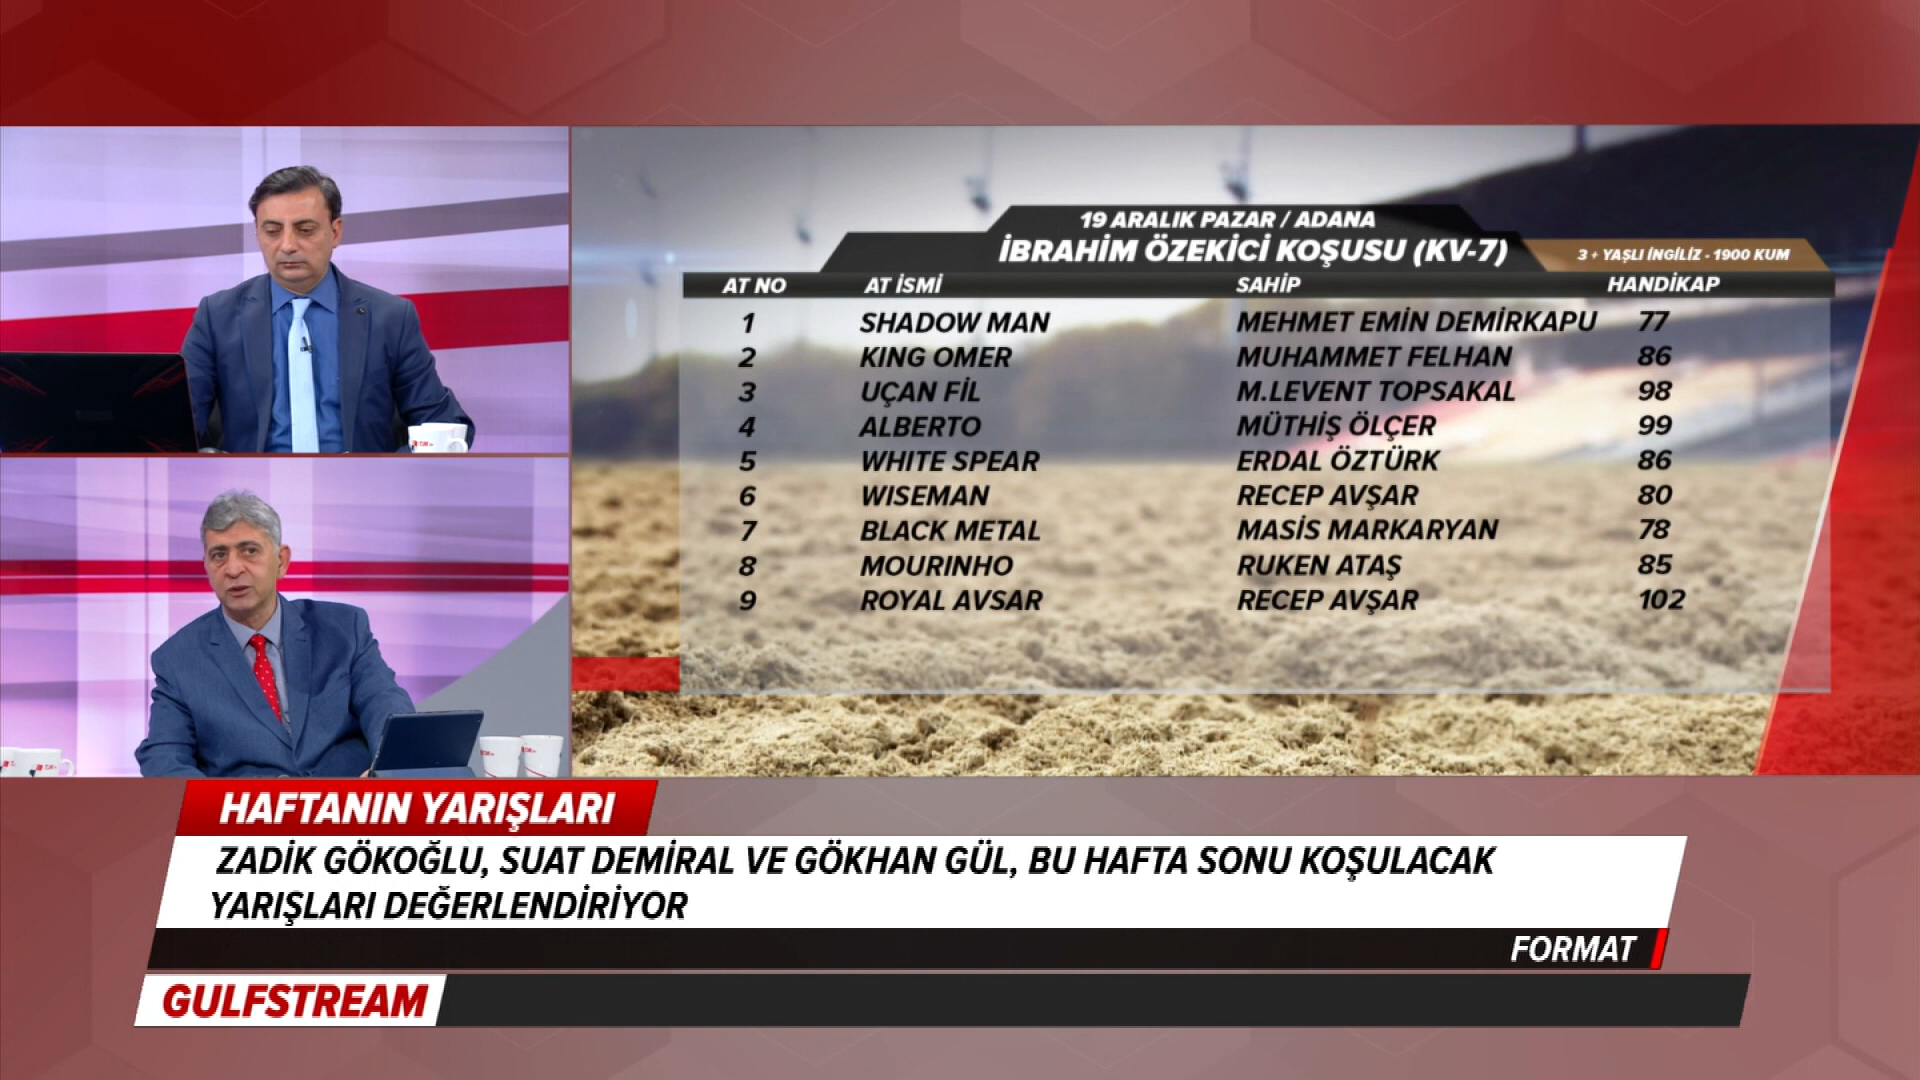 19 ARALIK PAZAR / ADANA
İBRAHİM ÖZEKİCİ KOŞUSU (KV-7)
3 + YAŞLI İNGİLİZ - 1900 KUM
AT NO AT İSMİ SAHİP HANDİKAP
1 SHADOW MAN MEHMET EMİN DEMİRKAPU 77
2 KING OMER MUHAMMET FELHAN 86
3 UÇAN FİL M.LEVENT TOPSAKAL 98
4 ALBERTO MÜTHİŞ ÖLÇER 99
5 WHITE SPEAR ERDAL ÖZTÜRK 86
6 WISEMAN RECEP AVŞAR 80
7 BLACK METAL MASİS MARKARYAN 78
8 MOURINHO RUKEN ATAŞ 85
9 ROYAL AVSAR RECEP AVŞAR 102
HAFTANIN YARIŞLARI
ZADİK GÖKOĞLU, SUAT DEMİRAL VE GÖKHAN GÜL, BU HAFTA SONU KOŞULACAK
YARIŞLARI DEĞERLENDİRİYOR
FORMAT
GULFSTREAM